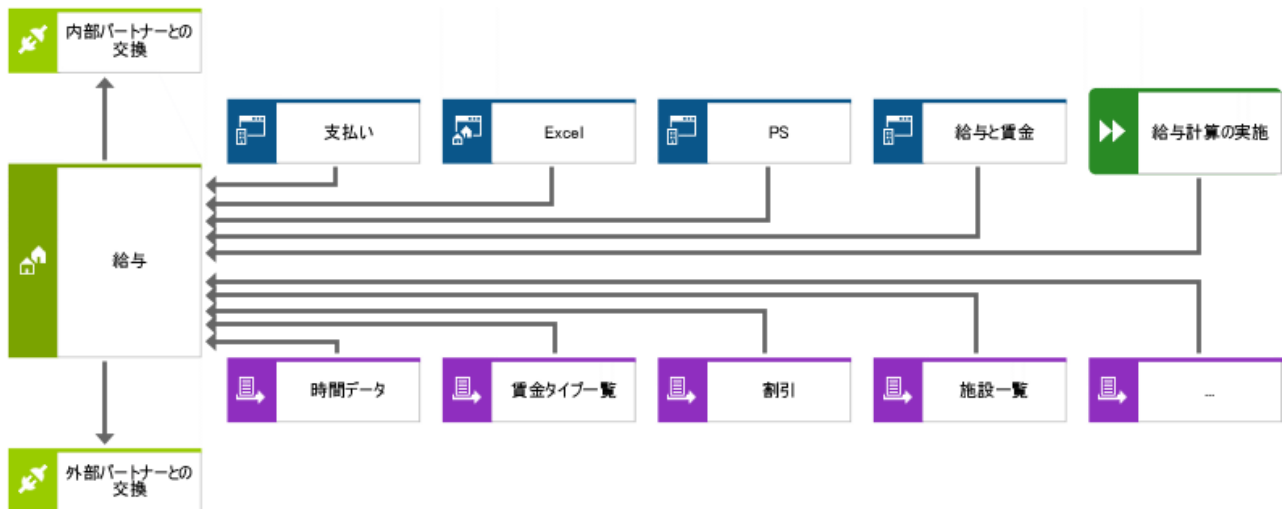 内部パートナーとの
交換
支払い
Excel
PS
給与と賃金
給与計算の実施
給与
時間データ
賃金タイプ一覧
割引
施設一覧
...
外部パートナーとの
交換